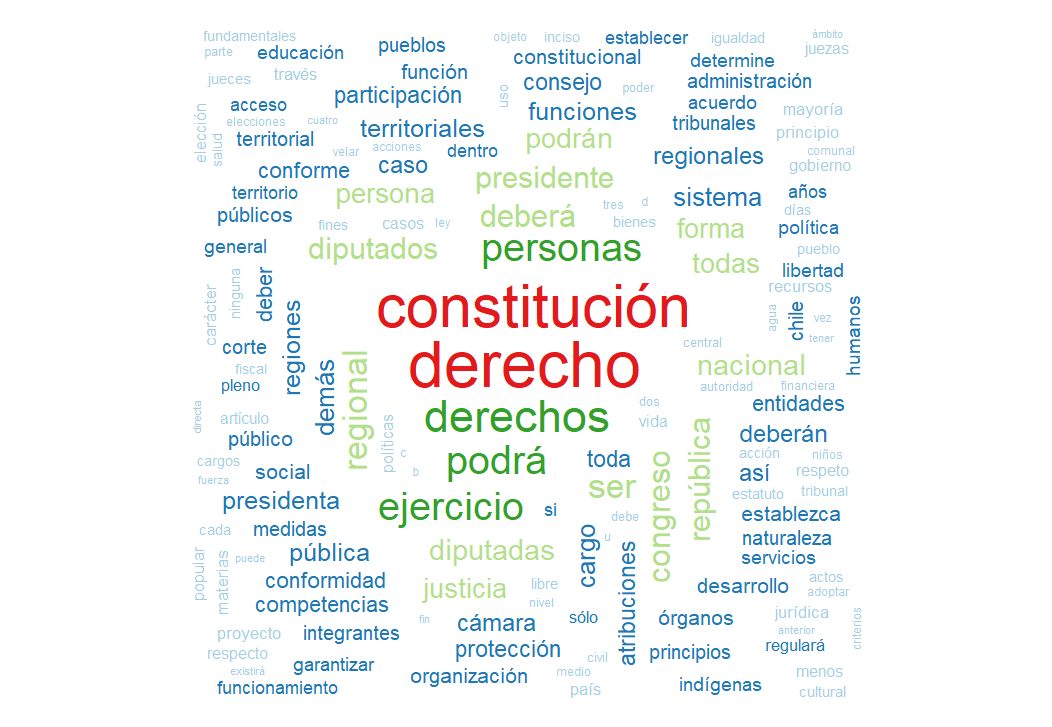 fundamentales
parte
educación
pueblos
objeto
inciso
establecer
igualdad
ámbito
juezas
constitucional
determine
jueces
través
función
consejo
poder
administración
uso
acceso
participación
funciones
acuerdo
mayoría
elecciones
cuatro
territoriales
podrán
tribunales
principio
elección
salud
territorial
velar
acciones
dentro
regionales
comunal
gobierno
conforme
caso
presidente
territorio
persona
sistema
años
públicos
fines
casos
ley
deberá
tres
d
bienes
forma
días
política
general
diputados
personas
todas
pueblo
libertad
carácter
ninguna
deber
recursos
constitución
regiones
agua
chile
vez
tener
humanos
corte
central
fiscal
pleno
demás
regional
derecho
nacional
autoridad
financiera
directa
artículo
público
políticas
derechos
dos
vida
entidades
república
deberán
cargos
fuerza
social
c
b
podrá
toda
congreso
acción
niños
así
respeto
presidenta
ejercicio
si
ser
estatuto
tribunal
cada
medidas
debe
establezca
popular
materias
puede
pública
diputadas
cargo
u
atribuciones
naturaleza
servicios
conformidad
competencias
justicia
libre
nivel
desarrollo
actos
adoptar
proyecto
integrantes
fin
cámara
sólo
órganos
jurídica
anterior
criterios
respecto
existirá
garantizar
protección
civil
principios
regulará
funcionamiento
organización
medio
país
indígenas
menos
cultural